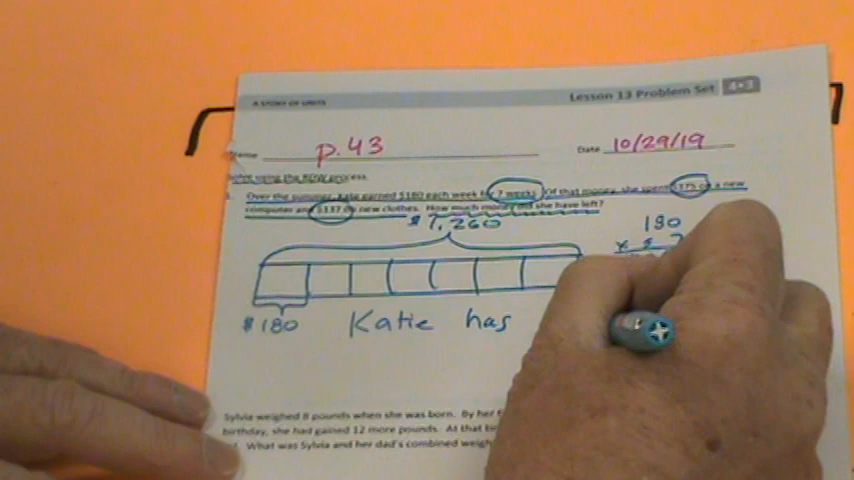 A STORY OF UNITS
Lesson 13 Problem Set
4•3
Name p.43
Date 10/29/19
Solve using the RDW process.
Over the summer, Kate earned $180 each week for 7 weeks. Of that money, she spent $375 on a new
computer and $137 on new clothes. How much money did she have left?
$1,260
180
x 7
$180
Katie has
Sylvia weighed 8 pounds when she was born. By her
birthday, she had gained 12 more pounds. At that
What was Sylvia and her dad's combined